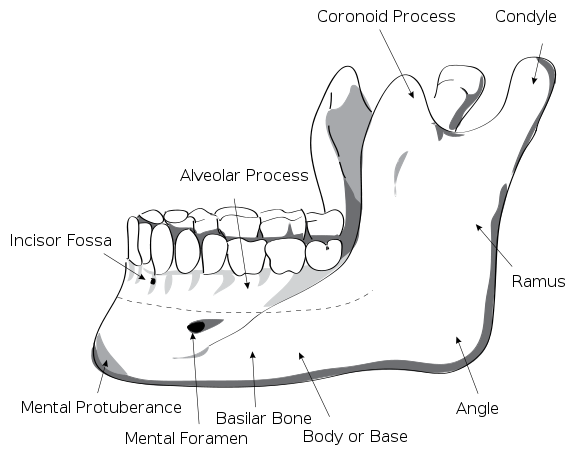 Coronoid Process
Condyle
Alveolar Process
Incisor Fossa
Ramus
Mental Protuberance
Angle
Basilar Bone
Mental Foramen
Body or Base